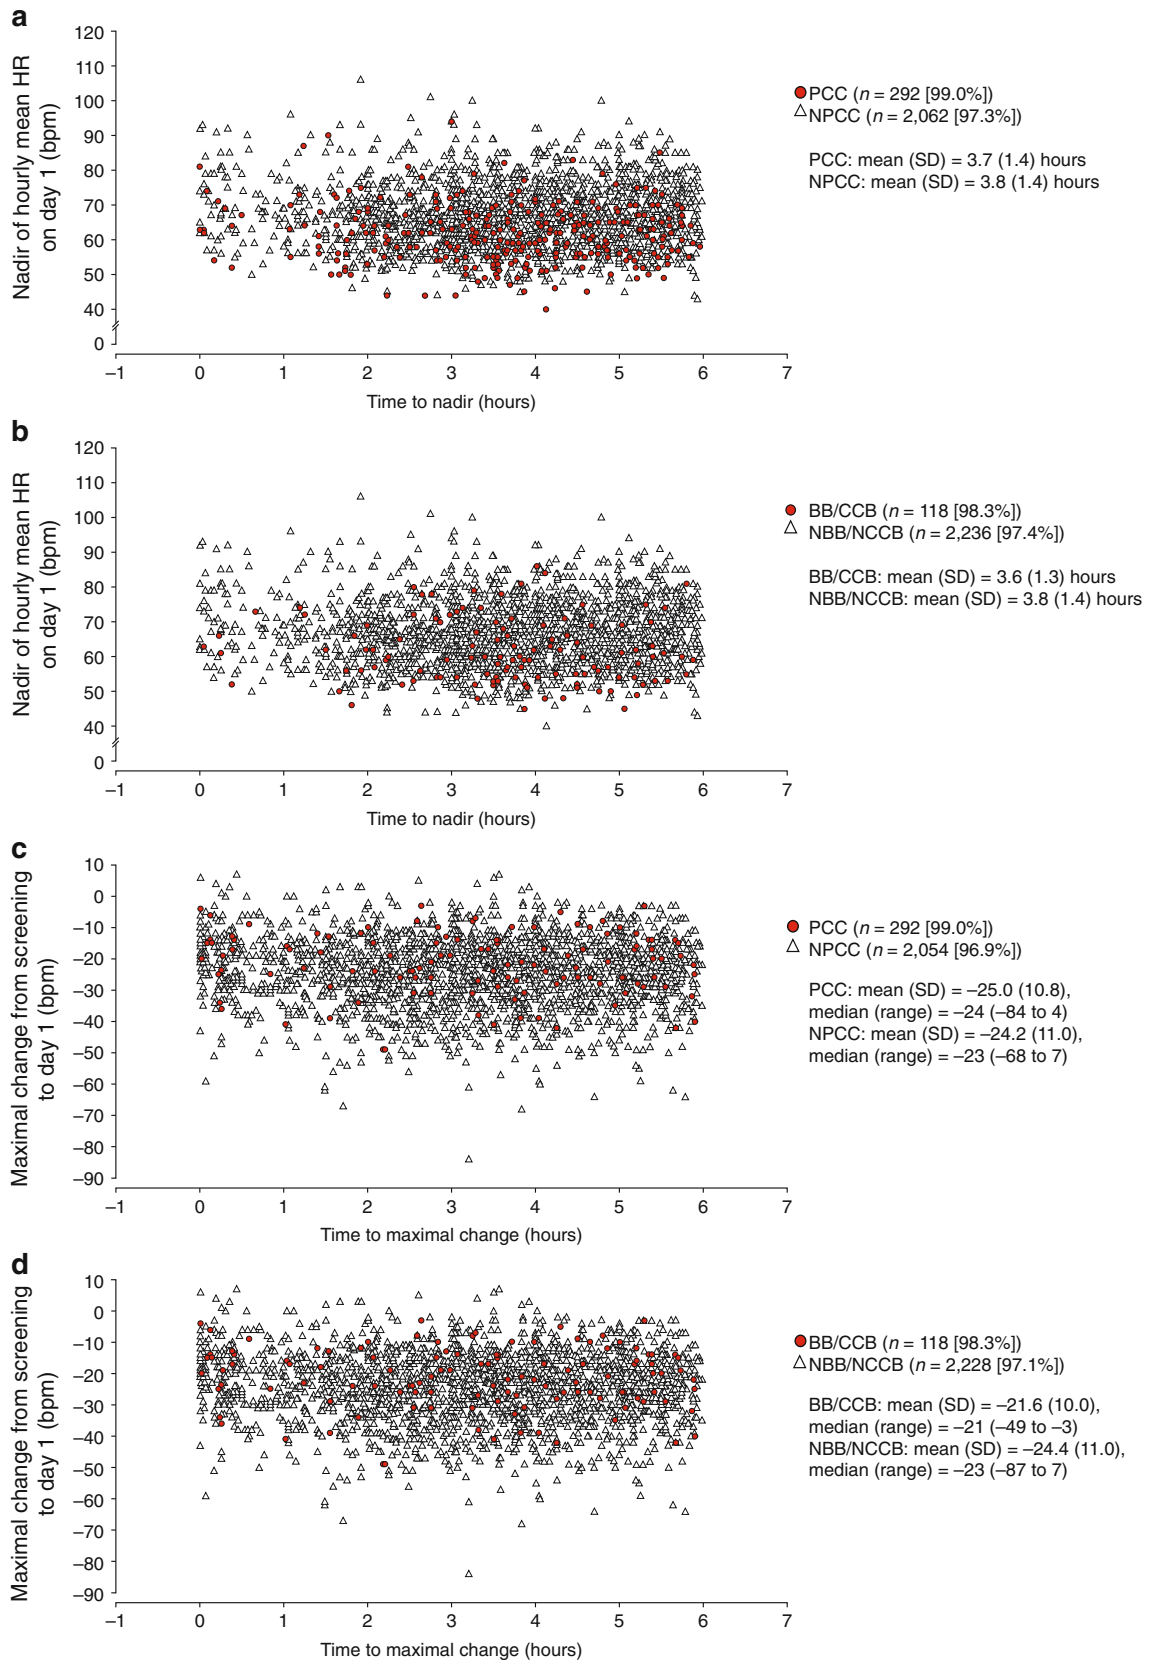 a
Nadir of hourly mean HR
on day 1 (bpm)
120
110
100
90
80
70
60
50
40
0
–1 0 1 2 3 4 5 6 7
Time to nadir (hours)
PCC (n = 292 [99.0%])
NPCC (n = 2,062 [97.3%])
PCC: mean (SD) = 3.7 (1.4) hours
NPCC: mean (SD) = 3.8 (1.4) hours
b
Nadir of hourly mean HR
on day 1 (bpm)
120
110
100
90
80
70
60
50
40
0
–1 0 1 2 3 4 5 6 7
Time to nadir (hours)
BB/CCB (n = 118 [98.3%])
NBB/NCCB (n = 2,236 [97.4%])
BB/CCB: mean (SD) = 3.6 (1.3) hours
NBB/NCCB: mean (SD) = 3.8 (1.4) hours
c
Maximal change from screening
to day 1 (bpm)
10
0
–10
–20
–30
–40
–50
–60
–70
–80
–90
–1 0 1 2 3 4 5 6 7
Time to maximal change (hours)
PCC (n = 292 [99.0%])
NPCC (n = 2,054 [96.9%])
PCC: mean (SD) = –25.0 (10.8),
median (range) = –24 (–84 to 4)
NPCC: mean (SD) = –24.2 (11.0),
median (range) = –23 (–68 to 7)
d
Maximal change from screening
to day 1 (bpm)
10
0
–10
–20
–30
–40
–50
–60
–70
–80
–90
–1 0 1 2 3 4 5 6 7
Time to maximal change (hours)
BB/CCB (n = 118 [98.3%])
NBB/NCCB (n = 2,228 [97.1%])
BB/CCB: mean (SD) = –21.6 (10.0),
median (range) = –21 (–49 to –3)
NBB/NCCB: mean (SD) = –24.4 (11.0),
median (range) = –23 (–87 to 7)